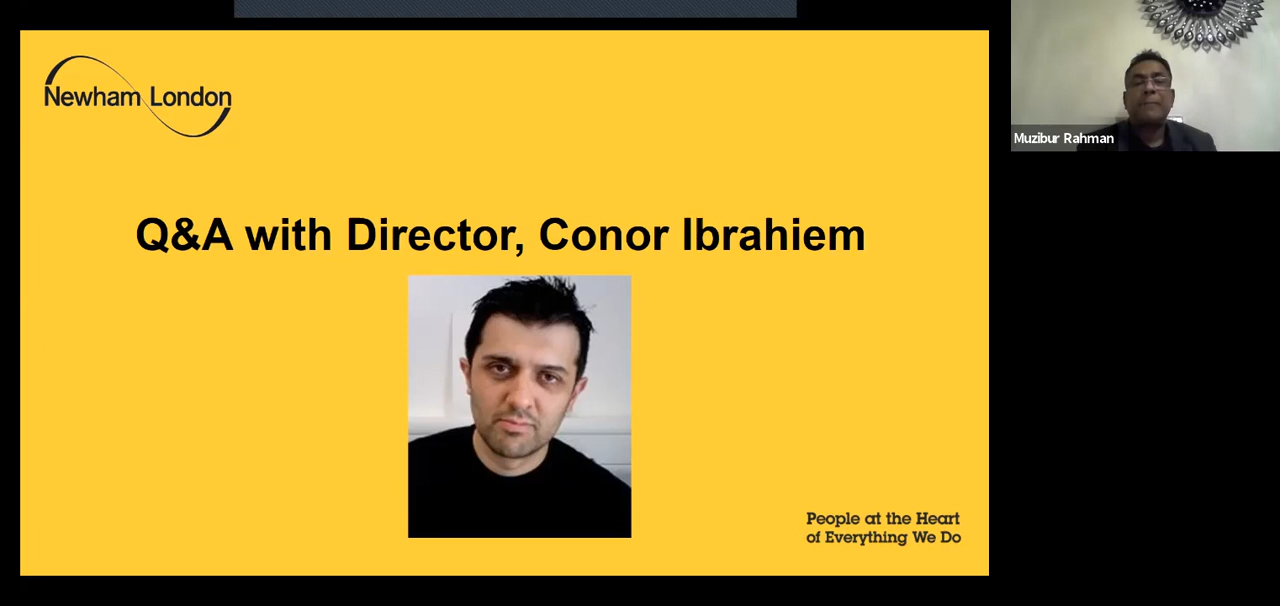 Newham London
Q&A with Director, Conor Ibrahiem
People at the Heart
of Everything We Do
Muzibur Rahman